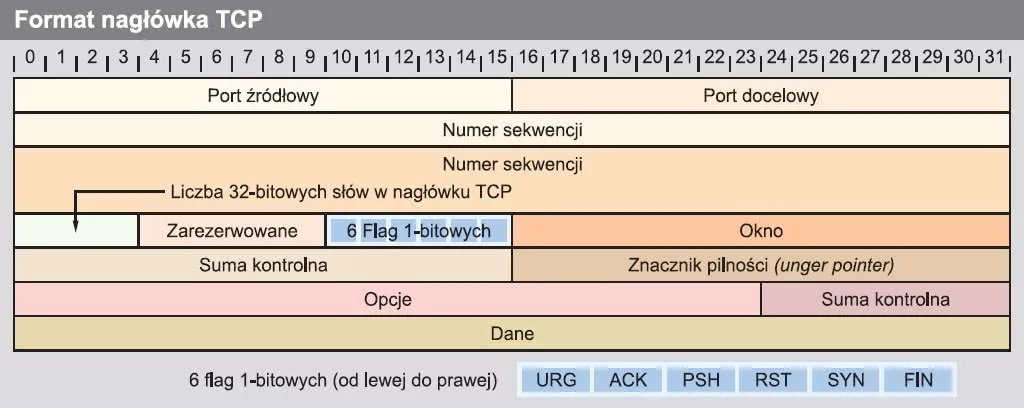 Format nagłówka TCP
0 1 2 3 4 5 6 7 8 9 10 11 12 13 14 15 16 17 18 19 20 21 22 23 24 25 26 27 28 29 30 31
Port źródłowy Port docelowy
Numer sekwencji
Numer sekwencji
Liczba 32-bitowych słów w nagłówku TCP
Zarezerwowane 6 Flag 1-bitowych Okno
Suma kontrolna Znacznik pilności (unger pointer)
Opcje Suma kontrolna
Dane
6 flag 1-bitowych (od lewej do prawej) URG ACK PSH RST SYN FIN